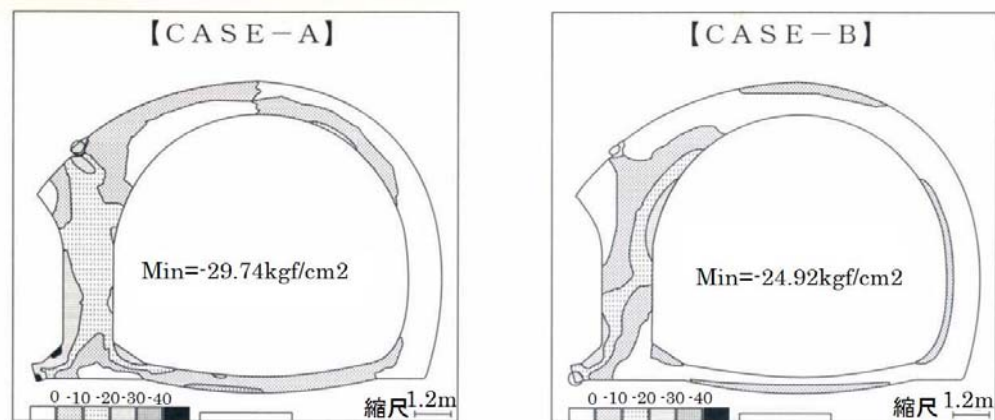 【CASE－A】
Min=-29.74kgf/cm2
0 -10 -20 -30 -40
縮尺 1.2m
【CASE－B】
Min=-24.92kgf/cm2
0 -10 -20 -30 -40
縮尺 1.2m